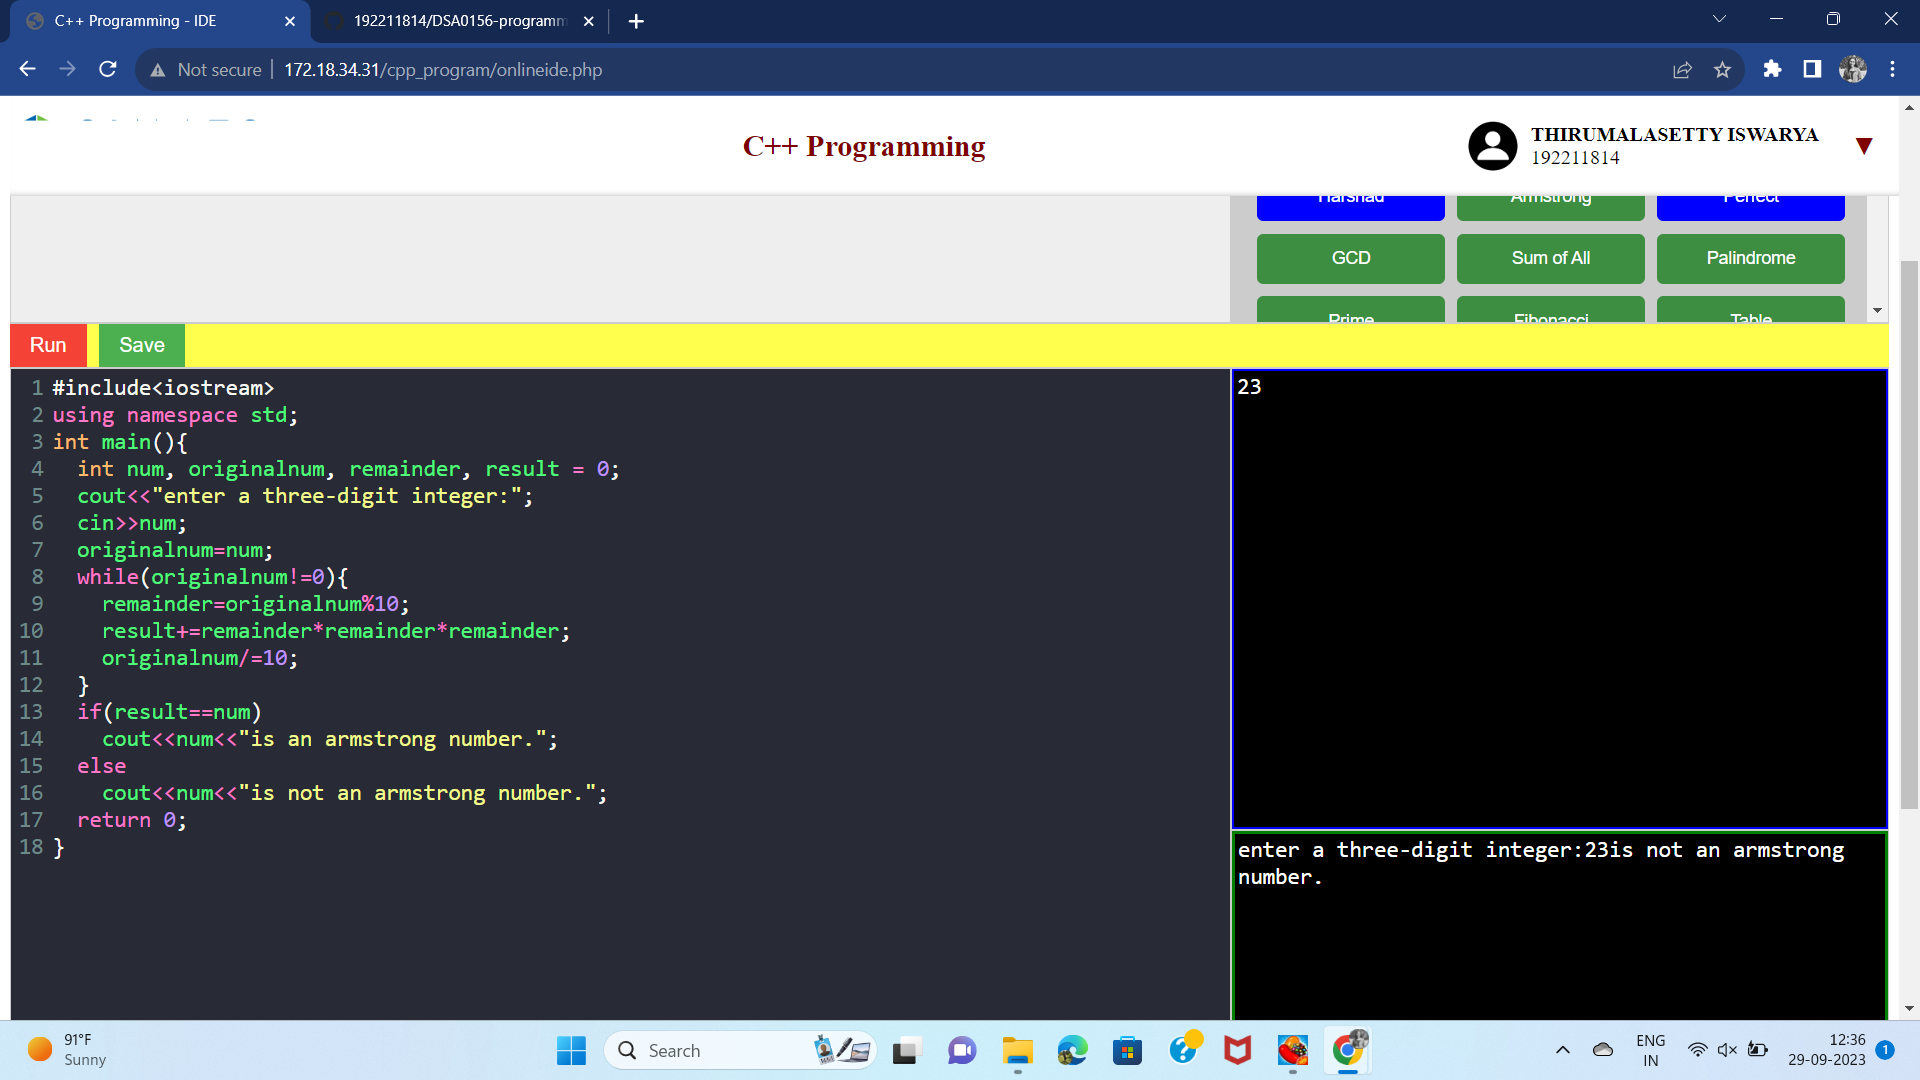 C++ Programming - IDE
192211814/DSA0156-programm
Not secure
172.18.34.31/cpp_program/onlineide.php
C++ Programming
THIRUMALASETTY ISWARYA
192211814
Harshad
Armstrong
Perfect
GCD
Sum of All
Palindrome
Prime
Fibonacci
Table
Run
Save
1 #include<iostream>
2 using namespace std;
3 int main(){
4 int num, originalnum, remainder, result = 0;
5 cout<<"enter a three-digit integer:";
6 cin>>num;
7 originalnum=num;
8 while(originalnum!=0){
9 remainder=originalnum%10;
10 result+=remainder*remainder*remainder;
11 originalnum/=10;
12 }
13 if(result==num)
14 cout<<num<<"is an armstrong number.";
15 else
16 cout<<num<<"is not an armstrong number.";
17 return 0;
18 }
23
enter a three-digit integer:23is not an armstrong
number.
91°F
Sunny
Search
ENG
IN
12:36
29-09-2023
1